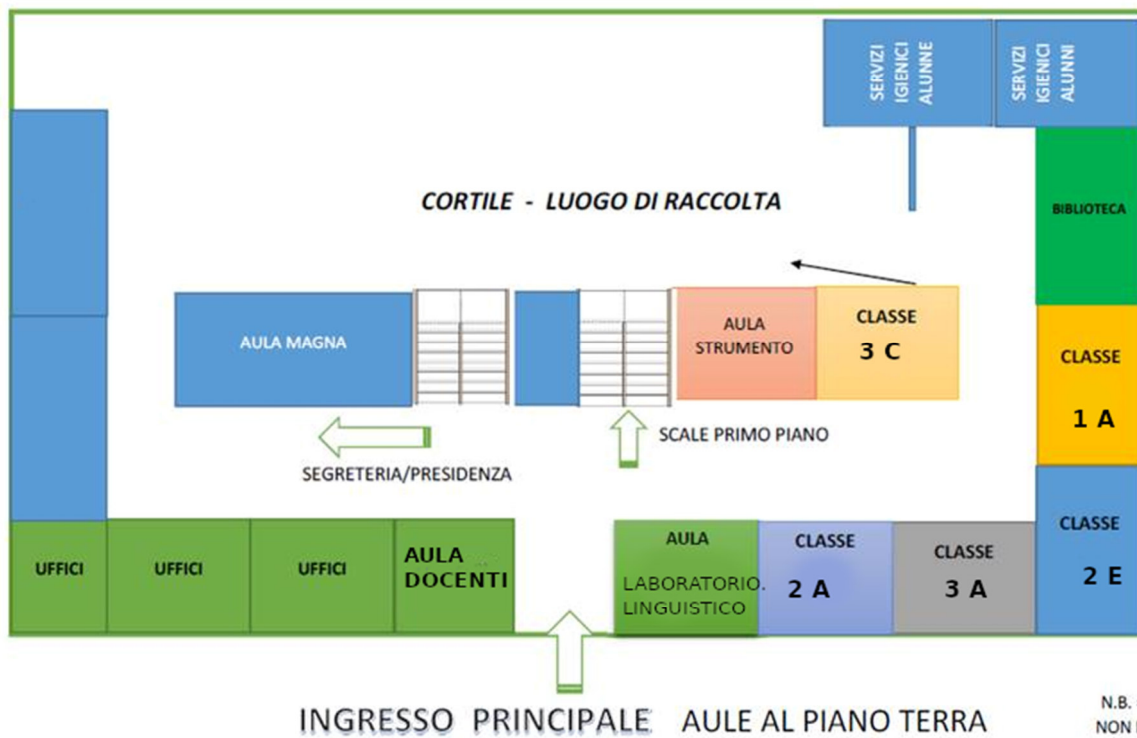 SERVIZI
IGIENICI
ALUNNE
SERVIZI
IGIENICI
ALUNNI
CORTILE - LUOGO DI RACCOLTA
BIBLIOTECA
AULA MAGNA
AULA
STRUMENTO
CLASSE
3 C
CLASSE
1 A
SCALE PRIMO PIANO
SEGRETERIA/PRESIDENZA
UFFICI
UFFICI
UFFICI
AULA
DOCENTI
AULA
LABORATORIO.
LINGUISTICO
CLASSE
2 A
CLASSE
3 A
CLASSE
2 E
INGRESSO PRINCIPALE AULE AL PIANO TERRA
N.B.
NON